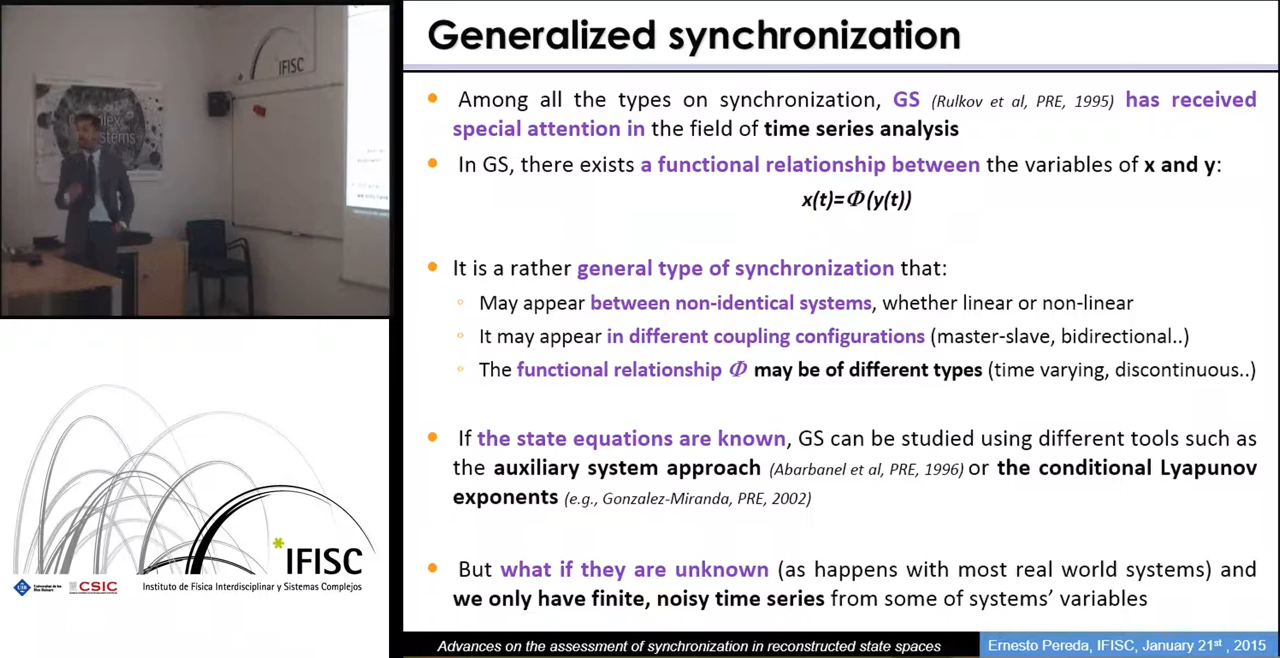 Generalized synchronization
Among all the types on synchronization, GS (Rulkov et al, PRE, 1995) has received
special attention in the field of time series analysis
In GS, there exists a functional relationship between the variables of x and y:
x(t)=Φ(y(t))
It is a rather general type of synchronization that:
May appear between non-identical systems, whether linear or non-linear
It may appear in different coupling configurations (master-slave, bidirectional..)
The functional relationship Φ may be of different types (time varying, discontinuous..)
If the state equations are known, GS can be studied using different tools such as
the auxiliary system approach (Abarbanel et al, PRE, 1996) or the conditional Lyapunov
exponents (e.g., Gonzalez-Miranda, PRE, 2002)
But what if they are unknown (as happens with most real world systems) and
we only have finite, noisy time series from some of systems’ variables
Advances on the assessment of synchronization in reconstructed state spaces
Ernesto Pereda, IFISC, January 21st , 2015
IFISC
*IFISC
CSIC
Instituto de Física Interdisciplinar y Sistemas Complejos